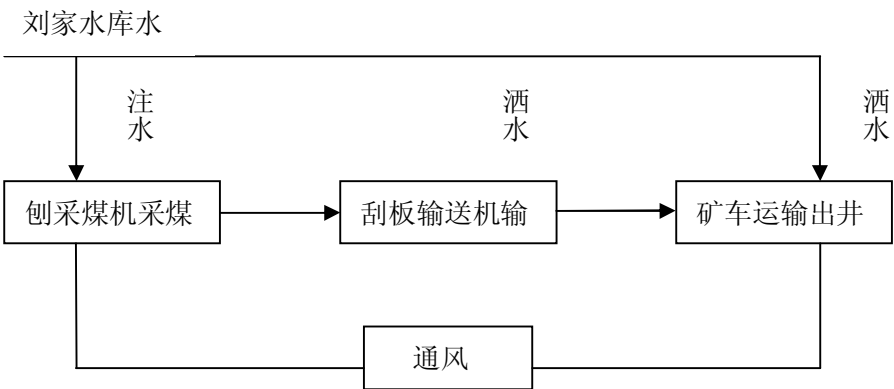 刘家水库水
注水
洒水
洒水
刨采煤机采煤
刮板输送机输
矿车运输出井
通风